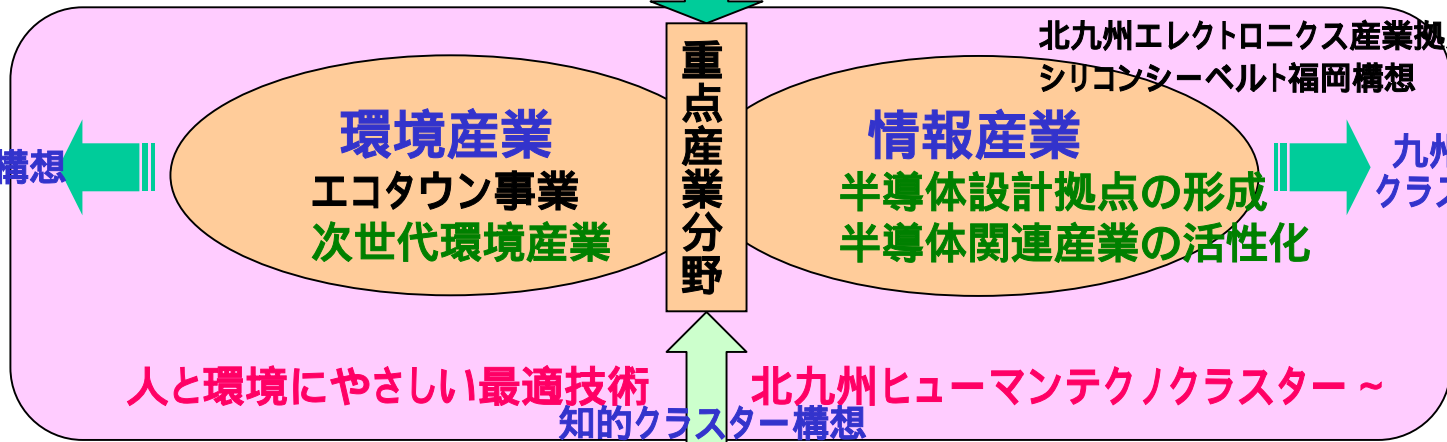 北九州エレクトロニクス産業拠
シリコンシーベルト福岡構想
重点産業分野
環境産業
エコタウン事業
次世代環境産業
情報産業
半導体設計拠点の形成
半導体関連産業の活性化
構想
九州
クラス
人と環境にやさしい最適技術
北九州ヒューマンテクノクラスター~
知的クラスター構想